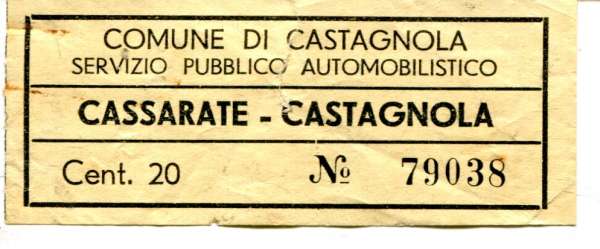 COMUNE DI CASTAGNOLA
SERVIZIO PUBBLICO AUTOMOBILISTICO
CASSARATE - CASTAGNOLA
Cent. 20 № 79038